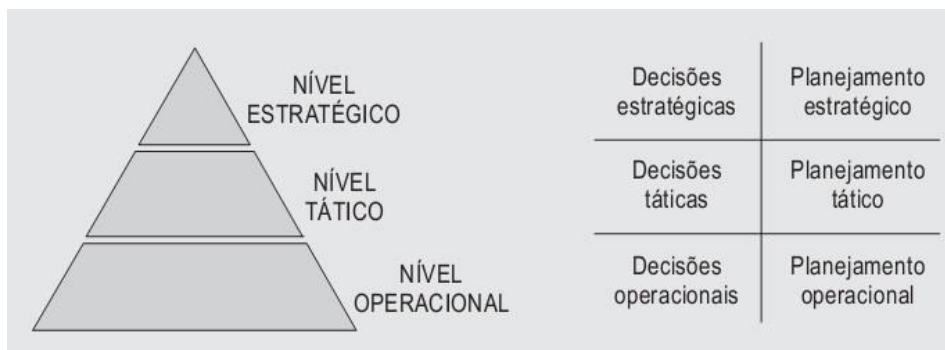 NÍVEL
ESTRATÉGICO
NÍVEL
TÁTICO
NÍVEL
OPERACIONAL
Decisões
estratégicas
Planejamento
estratégico
Decisões
táticas
Planejamento
tático
Decisões
operacionais
Planejamento
operacional